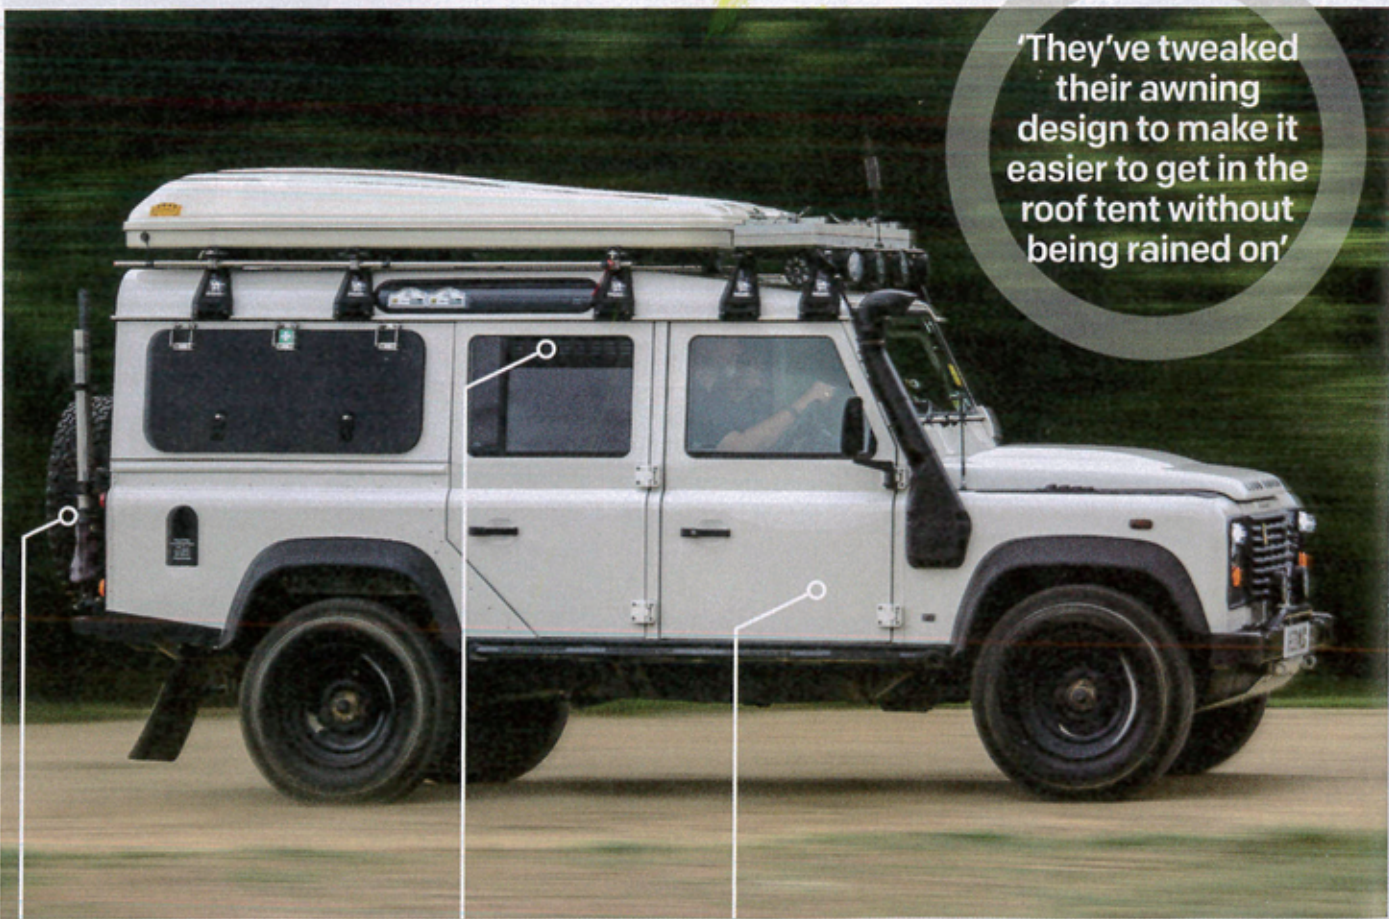 ‘They’ve tweaked
their awning
design to make it
easier to get in the
roof tent without
being rained on’